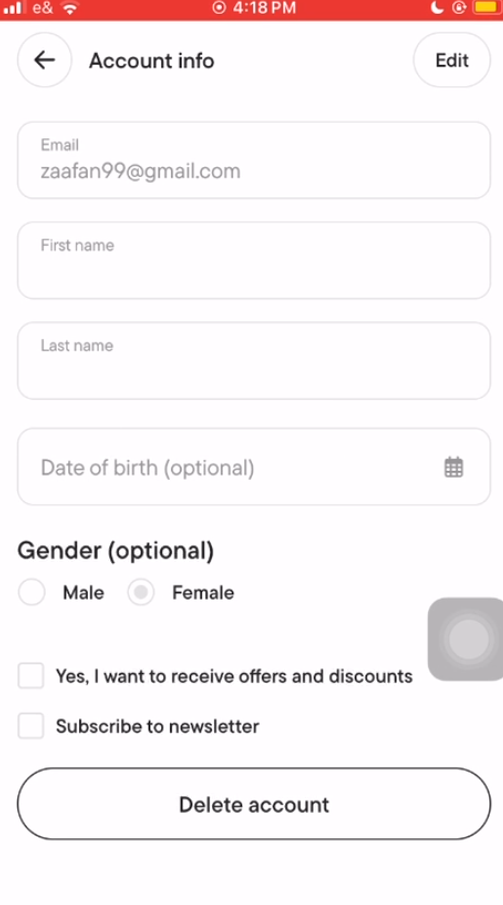 e& 4:18 PM
Account info Edit
Email
zaafan99@gmail.com
First name
Last name
Date of birth (optional)
Gender (optional)
Male Female
Yes, I want to receive offers and discounts
Subscribe to newsletter
Delete account